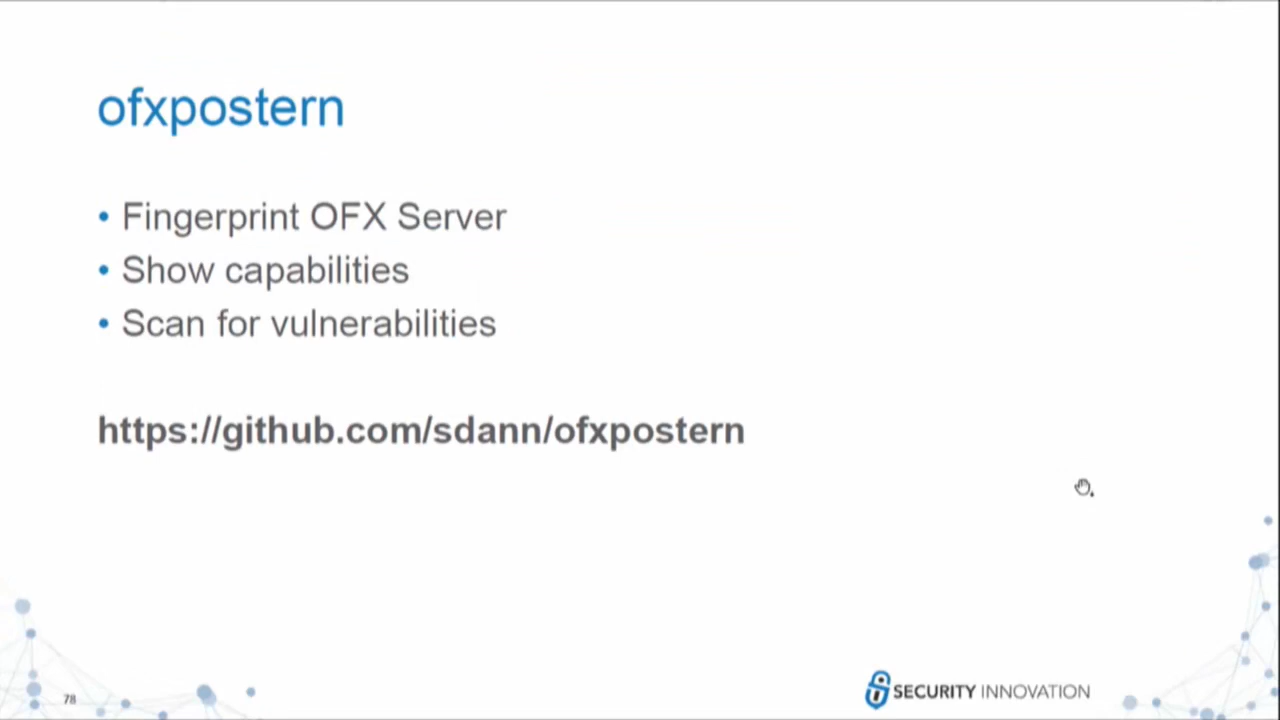 ofxpostern
• Fingerprint OFX Server
• Show capabilities
• Scan for vulnerabilities
https://github.com/sdann/ofxpostern
78
SECURITY INNOVATION